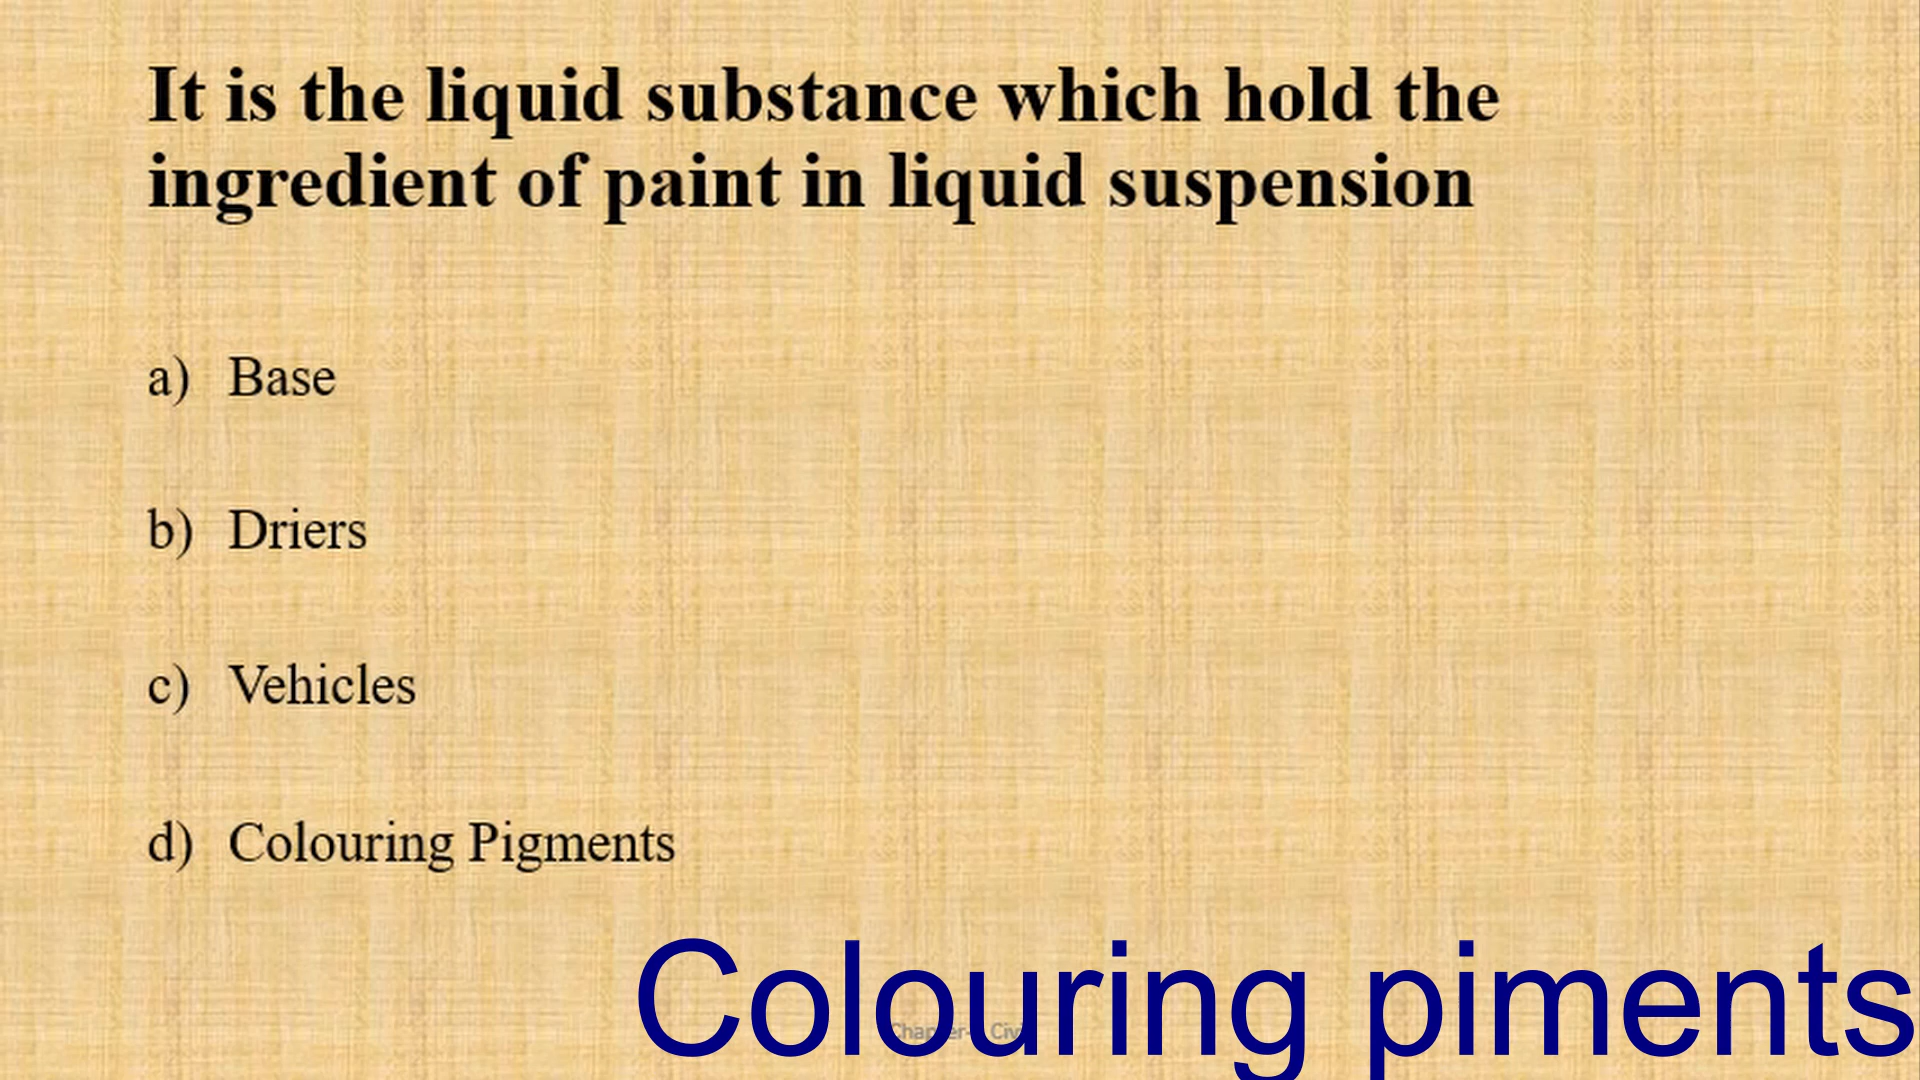 It is the liquid substance which hold the
ingredient of paint in liquid suspension
a) Base
b) Driers
c) Vehicles
d) Colouring Pigments
Colouring piments